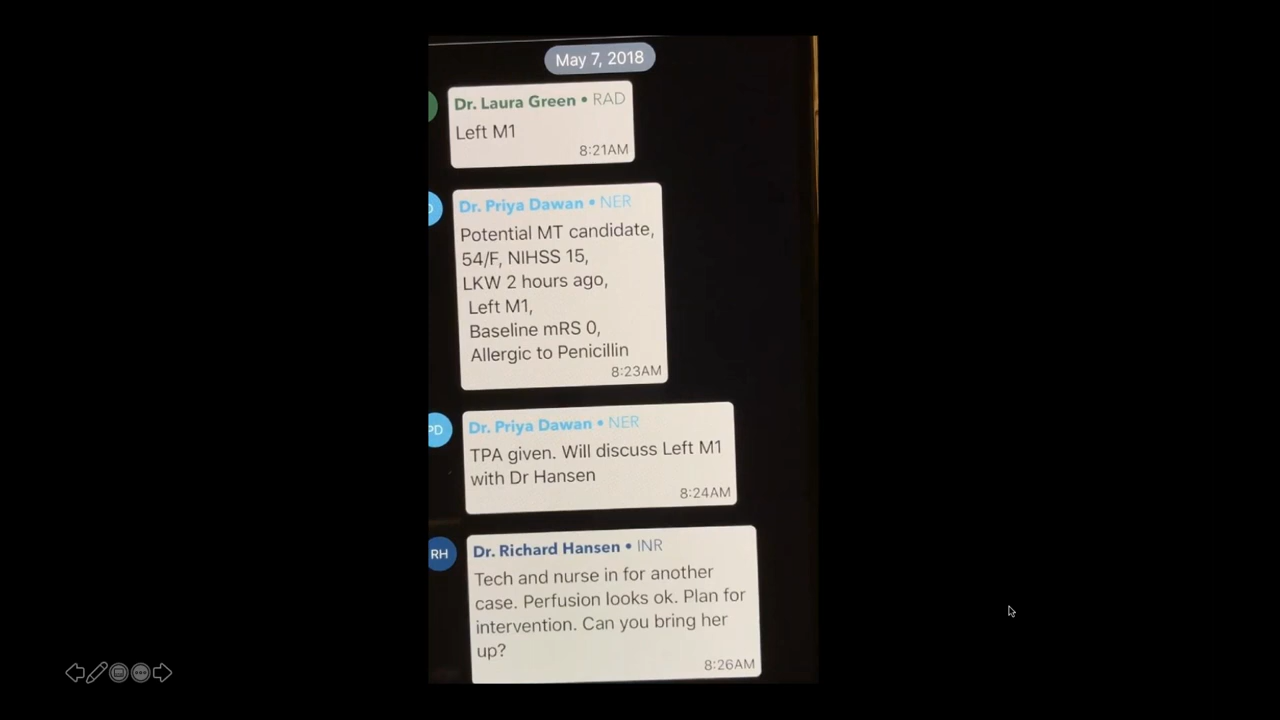 May 7, 2018
Dr. Laura Green • RAD
Left M1
8:21AM
Dr. Priya Dawan • NER
Potential MT candidate,
54/F, NIHSS 15,
LKW 2 hours ago,
Left M1,
Baseline mRS 0,
Allergic to Penicillin
8:23AM
PD
Dr. Priya Dawan • NER
TPA given. Will discuss Left M1
with Dr Hansen
8:24AM
RH
Dr. Richard Hansen • INR
Tech and nurse in for another
case. Perfusion looks ok. Plan for
intervention. Can you bring her
up?
8:26AM